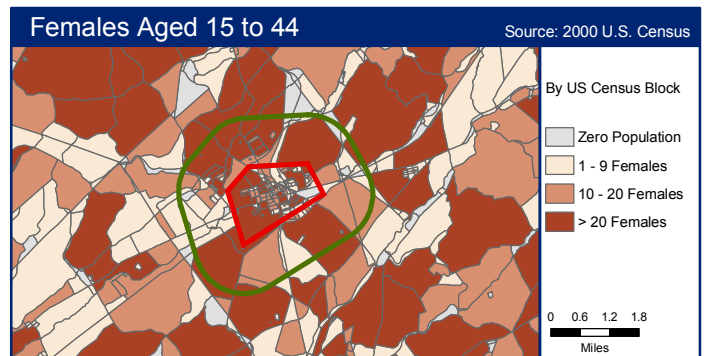 Females Aged 15 to 44
Source: 2000 U.S. Census
By US Census Block
Zero Population
1 - 9 Females
10 - 20 Females
> 20 Females
0 0.6 1.2 1.8
Miles